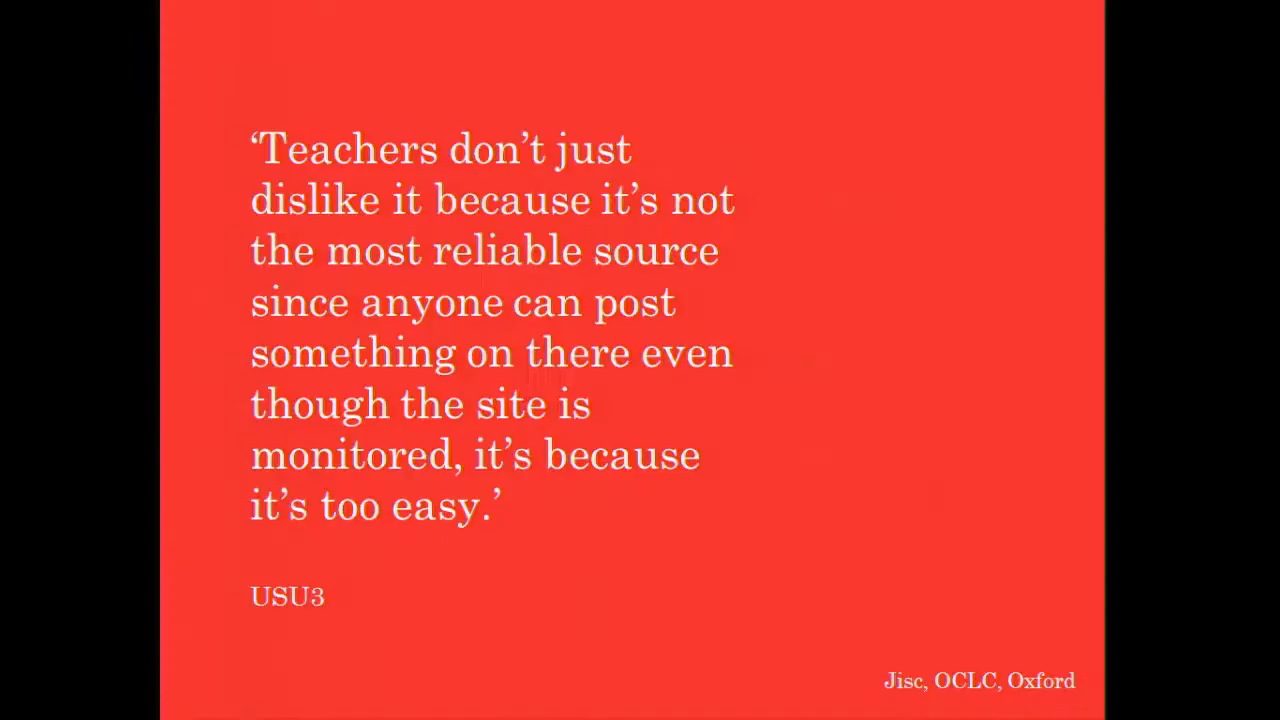 ‘Teachers don’t just
dislike it because it’s not
the most reliable source
since anyone can post
something on there even
though the site is
monitored, it’s because
it’s too easy.’
USU3
Jisc, OCLC, Oxford